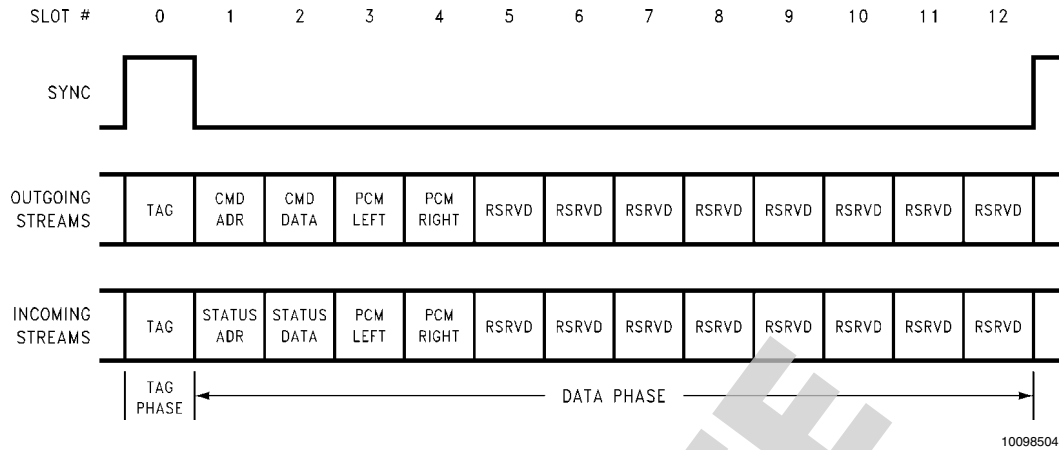 SLOT # 0 1 2 3 4 5 6 7 8 9 10 11 12
SYNC
OUTGOING STREAMS
TAG
CMD ADR
CMD DATA
PCM LEFT
PCM RIGHT
RSRVD RSRVD RSRVD RSRVD RSRVD RSRVD RSRVD RSRVD
INCOMING STREAMS
TAG
STATUS ADR
STATUS DATA
PCM LEFT
PCM RIGHT
RSRVD RSRVD RSRVD RSRVD RSRVD RSRVD RSRVD RSRVD
TAG PHASE
DATA PHASE
10098504